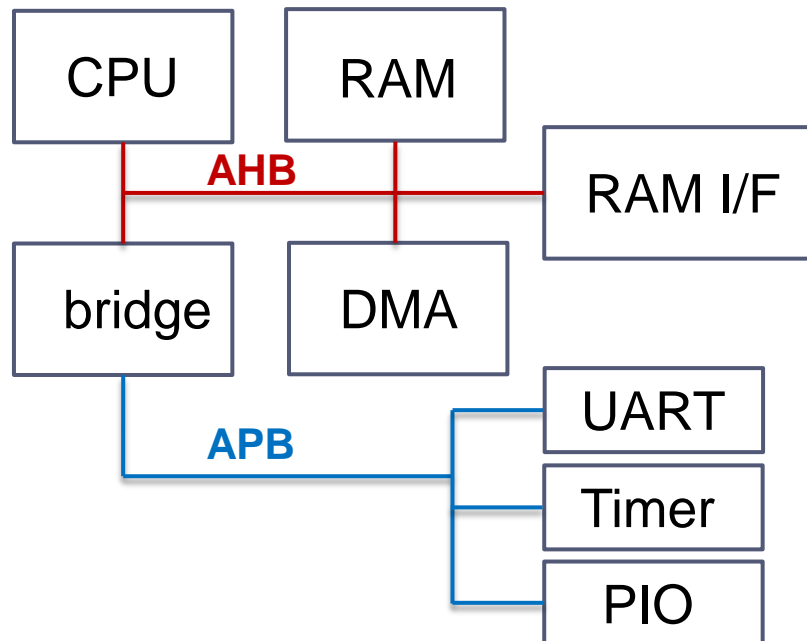 CPU
RAM
AHB
RAM I/F
bridge
DMA
APB
UART
Timer
PIO